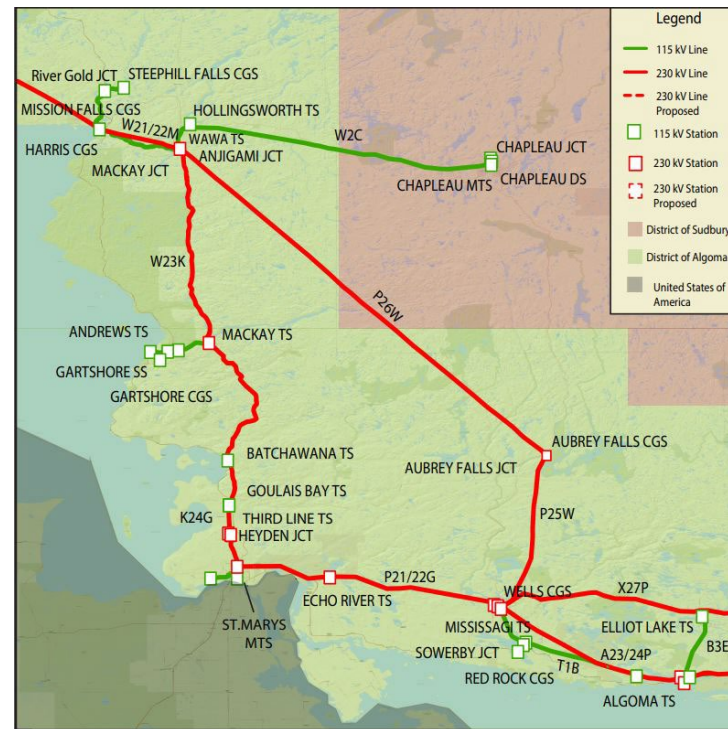 Legend
115 kV Line
230 kV Line
230 kV Line
Proposed
115 kV Station
230 kV Station
230 kV Station
Proposed
District of Sudbury
District of Algoma
United States of
America
River Gold JCT
STEEPHILL FALLS CGS
MISSION FALLS CGS
W21/22M
HOLLINGSWORTH TS
HARRIS CGS
WAWA TS
ANJIGAMI JCT
MACKAY JCT
W2C
CHAPLEAU JCT
CHAPLEAU MTS
CHAPLEAU DS
W23K
P26W
ANDREWS TS
MACKAY TS
GARTSHORE SS
GARTSHORE CGS
BATCHAWANA TS
AUBREY FALLS CGS
AUBREY FALLS JCT
GOULAIS BAY TS
K24G
THIRD LINE TS
HEYDEN JCT
P25W
ECHO RIVER TS
P21/22G
WELLS CGS
X27P
ST.MARYS
MTS
MISSISSAGI TS
ELLIOT LAKE TS
SOWERBY JCT
A23/24P
B3E
T1B
RED ROCK CGS
ALGOMA TS